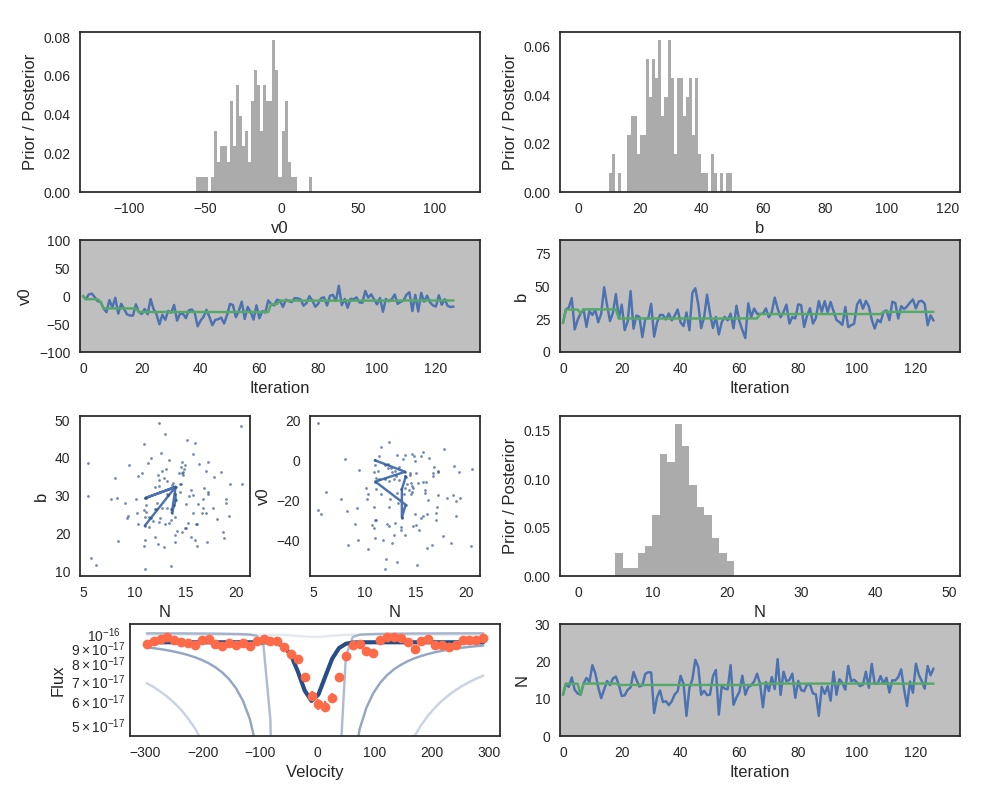 0.08
0.06
0.04
0.02
0.00
Prior / Posterior
−100 −50 0 50 100
v0
0.06
0.04
0.02
0.00
Prior / Posterior
0 20 40 60 80 100 120
b
100
50
0
−50
−100
v0
0 20 40 60 80 100 120
Iteration
75
50
25
0
b
0 20 40 60 80 100 120
Iteration
50
40
30
20
10
b
5 10 15 20
N
20
0
−20
−40
v0
5 10 15 20
N
0.15
0.10
0.05
0.00
Prior / Posterior
0 10 20 30 40 50
N
10⁻¹⁶
9×10⁻¹⁷
8×10⁻¹⁷
7×10⁻¹⁷
6×10⁻¹⁷
5×10⁻¹⁷
Flux
−300 −200 −100 0 100 200 300
Velocity
30
20
10
0
N
0 20 40 60 80 100 120
Iteration